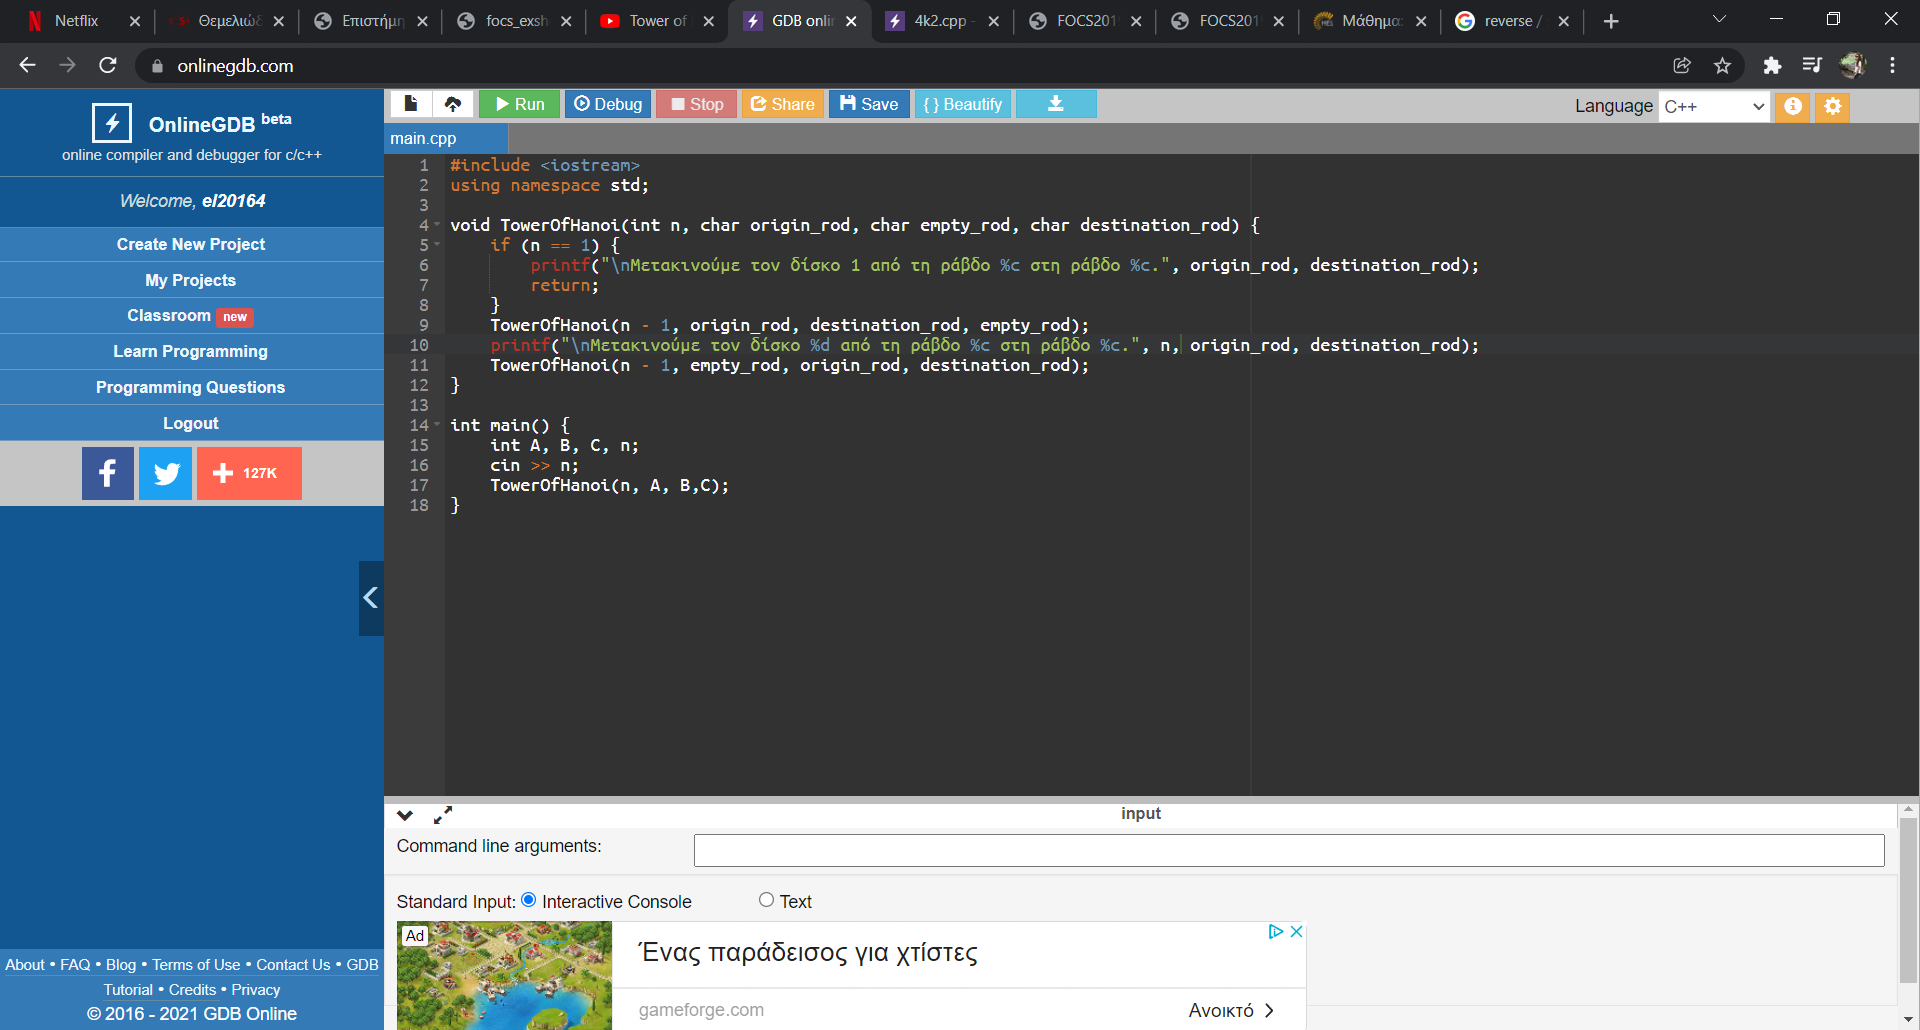 Netflix
Θεμελιώδ
Επιστήμη
focs_exsh
Tower of
GDB onlin
4k2.cpp -
FOCS201
FOCS201
Μάθημα:
reverse /
onlinegdb.com
OnlineGDB beta
online compiler and debugger for c/c++
Welcome, el20164
Create New Project
My Projects
Classroom new
Learn Programming
Programming Questions
Logout
127K
About • FAQ • Blog • Terms of Use • Contact Us • GDB
Tutorial • Credits • Privacy
© 2016 - 2021 GDB Online
Run Debug Stop Share Save {} Beautify
Language C++
main.cpp
1 #include <iostream>
2 using namespace std;
3
4 void TowerOfHanoi(int n, char origin_rod, char empty_rod, char destination_rod) {
5 if (n == 1) {
6 printf("\nΜετακινούμε τον δίσκο 1 από τη ράβδο %c στη ράβδο %c.", origin_rod, destination_rod);
7 return;
8 }
9 TowerOfHanoi(n - 1, origin_rod, destination_rod, empty_rod);
10 printf("\nΜετακινούμε τον δίσκο %d από τη ράβδο %c στη ράβδο %c.", n, origin_rod, destination_rod);
11 TowerOfHanoi(n - 1, empty_rod, origin_rod, destination_rod);
12 }
13
14 int main() {
15 int A, B, C, n;
16 cin >> n;
17 TowerOfHanoi(n, A, B,C);
18 }
input
Command line arguments:
Standard Input: Interactive Console Text
Ad
Ένας παράδεισος για χτίστες
gameforge.com
Ανοικτό